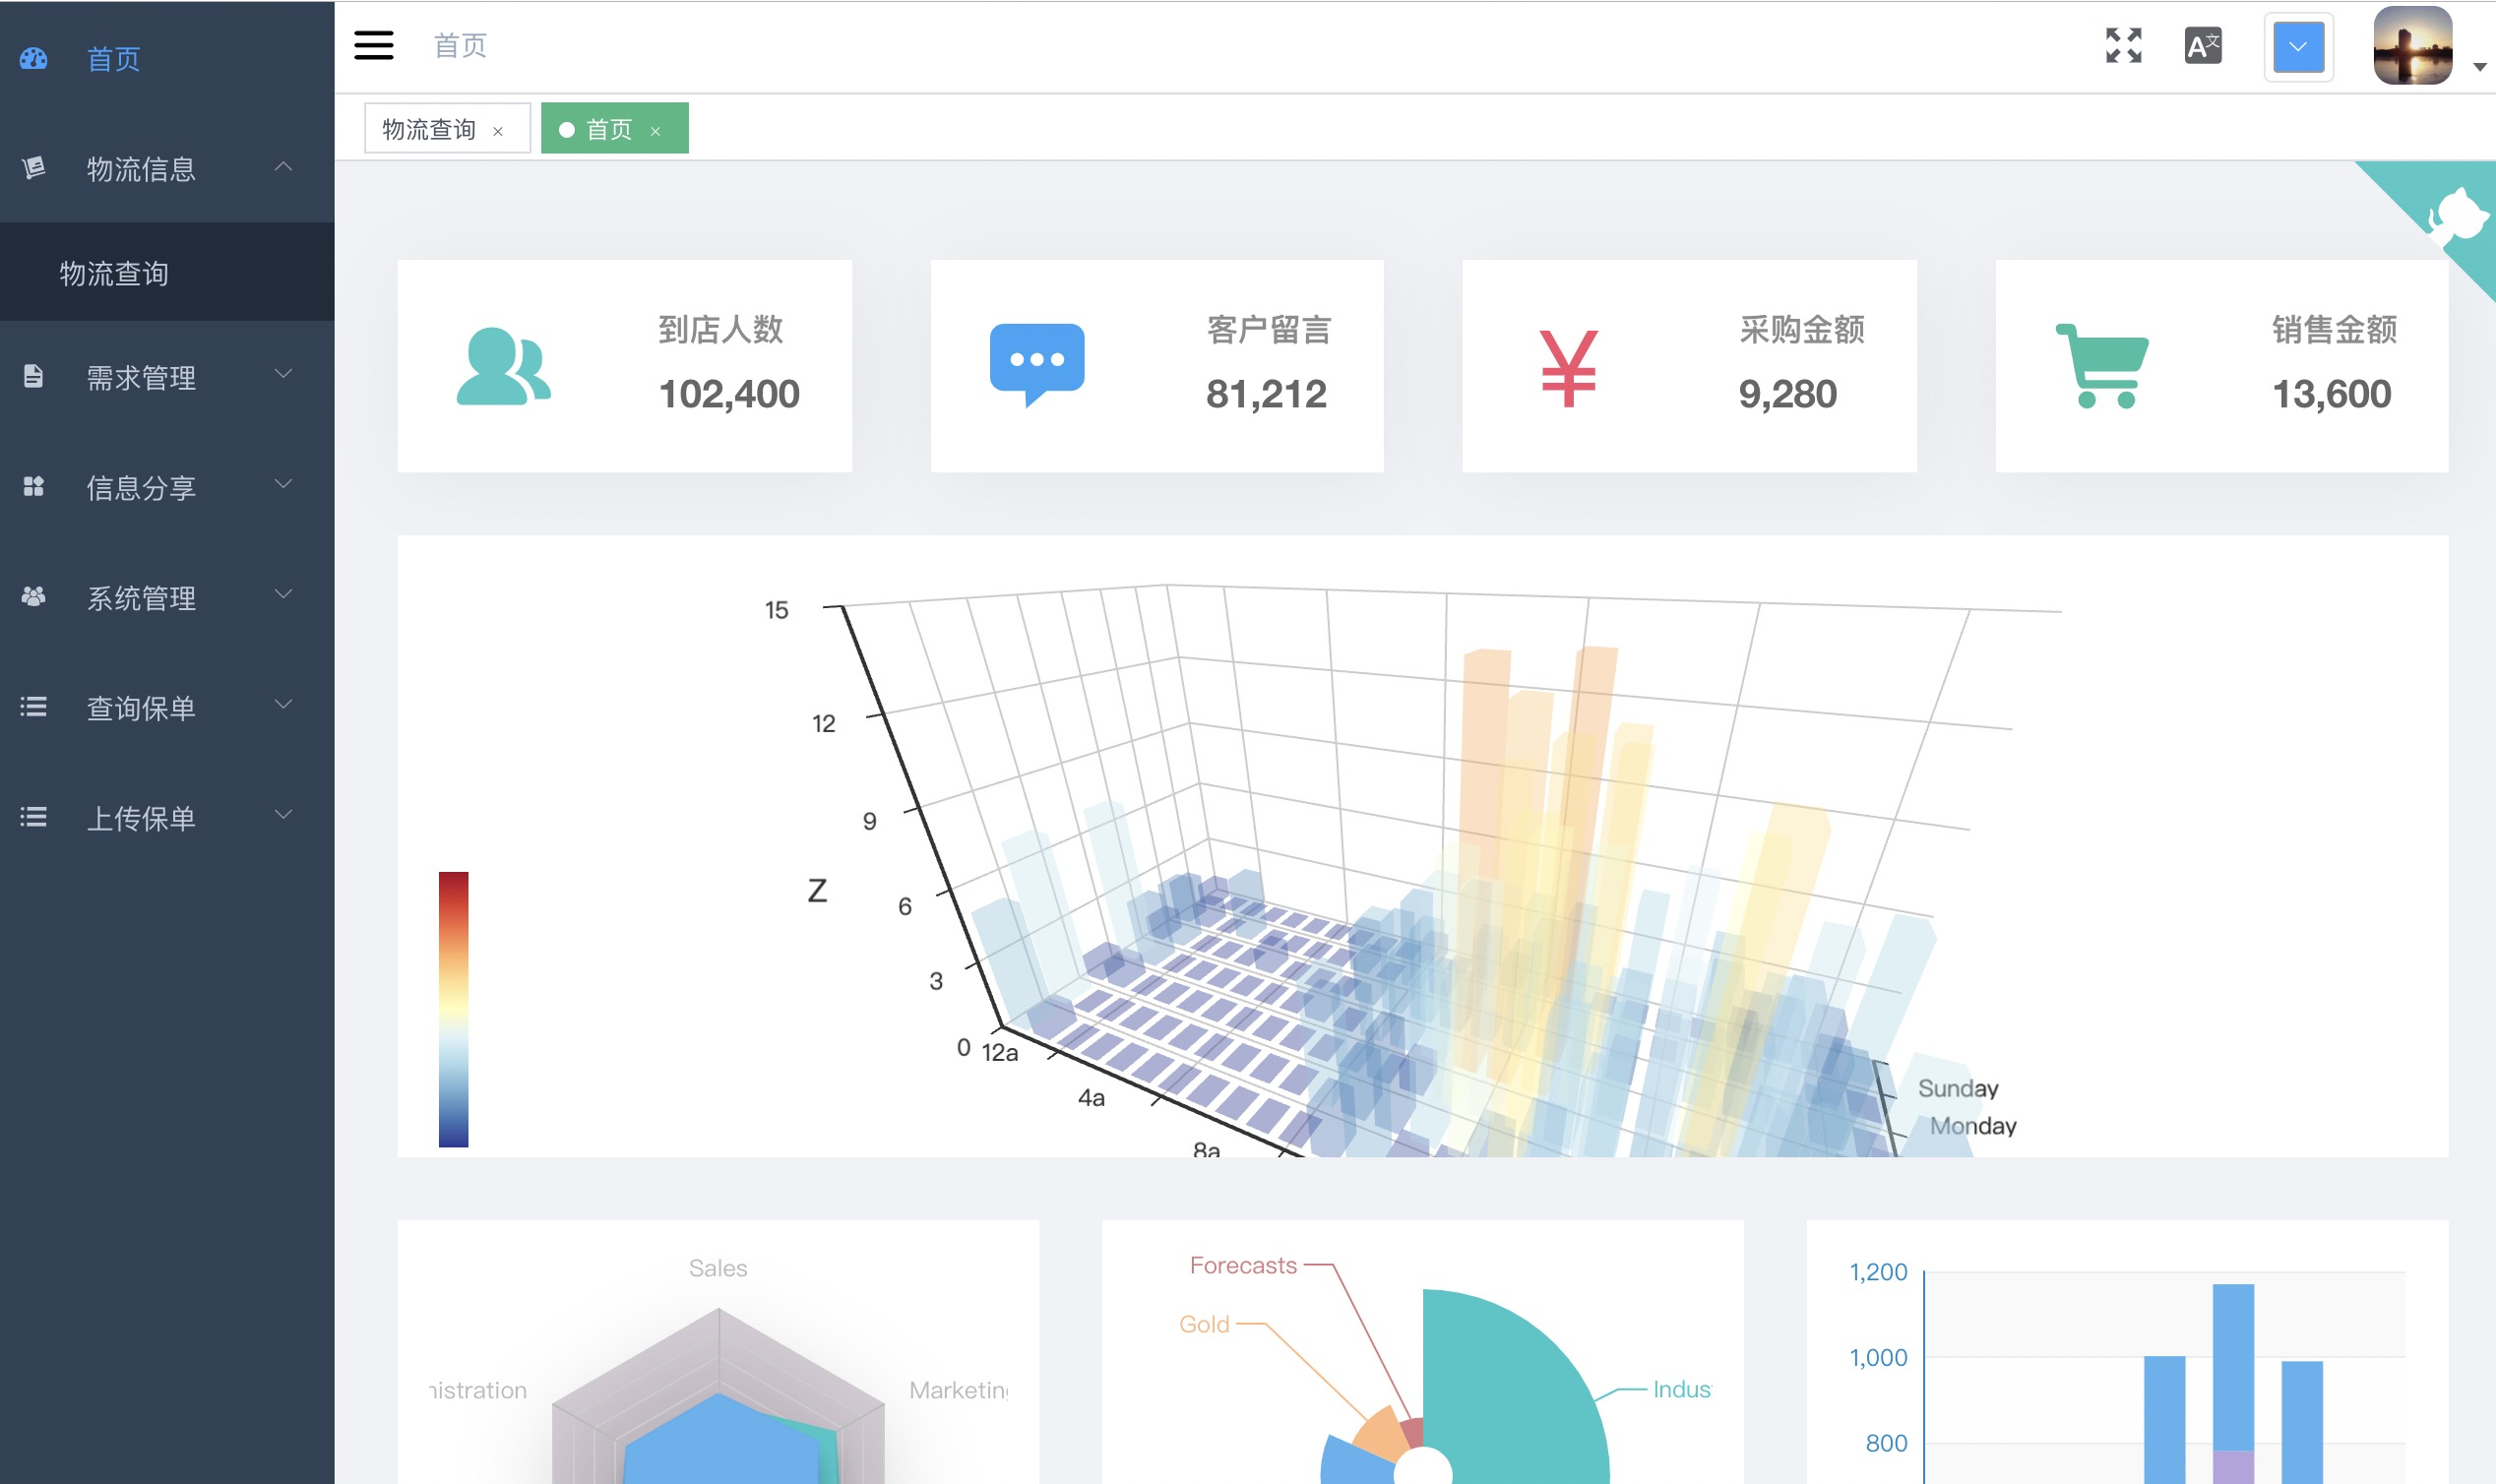 首页
物流信息
物流查询
需求管理
信息分享
系统管理
查询保单
上传保单
首页
物流查询 ×
首页 ×
到店人数
102,400
客户留言
81,212
采购金额
9,280
销售金额
13,600
15
12
9
6
3
0
Z
12a
4a
8a
Sunday
Monday
Sales
nistration
Marketing
Forecasts
Gold
Indus
1,200
1,000
800